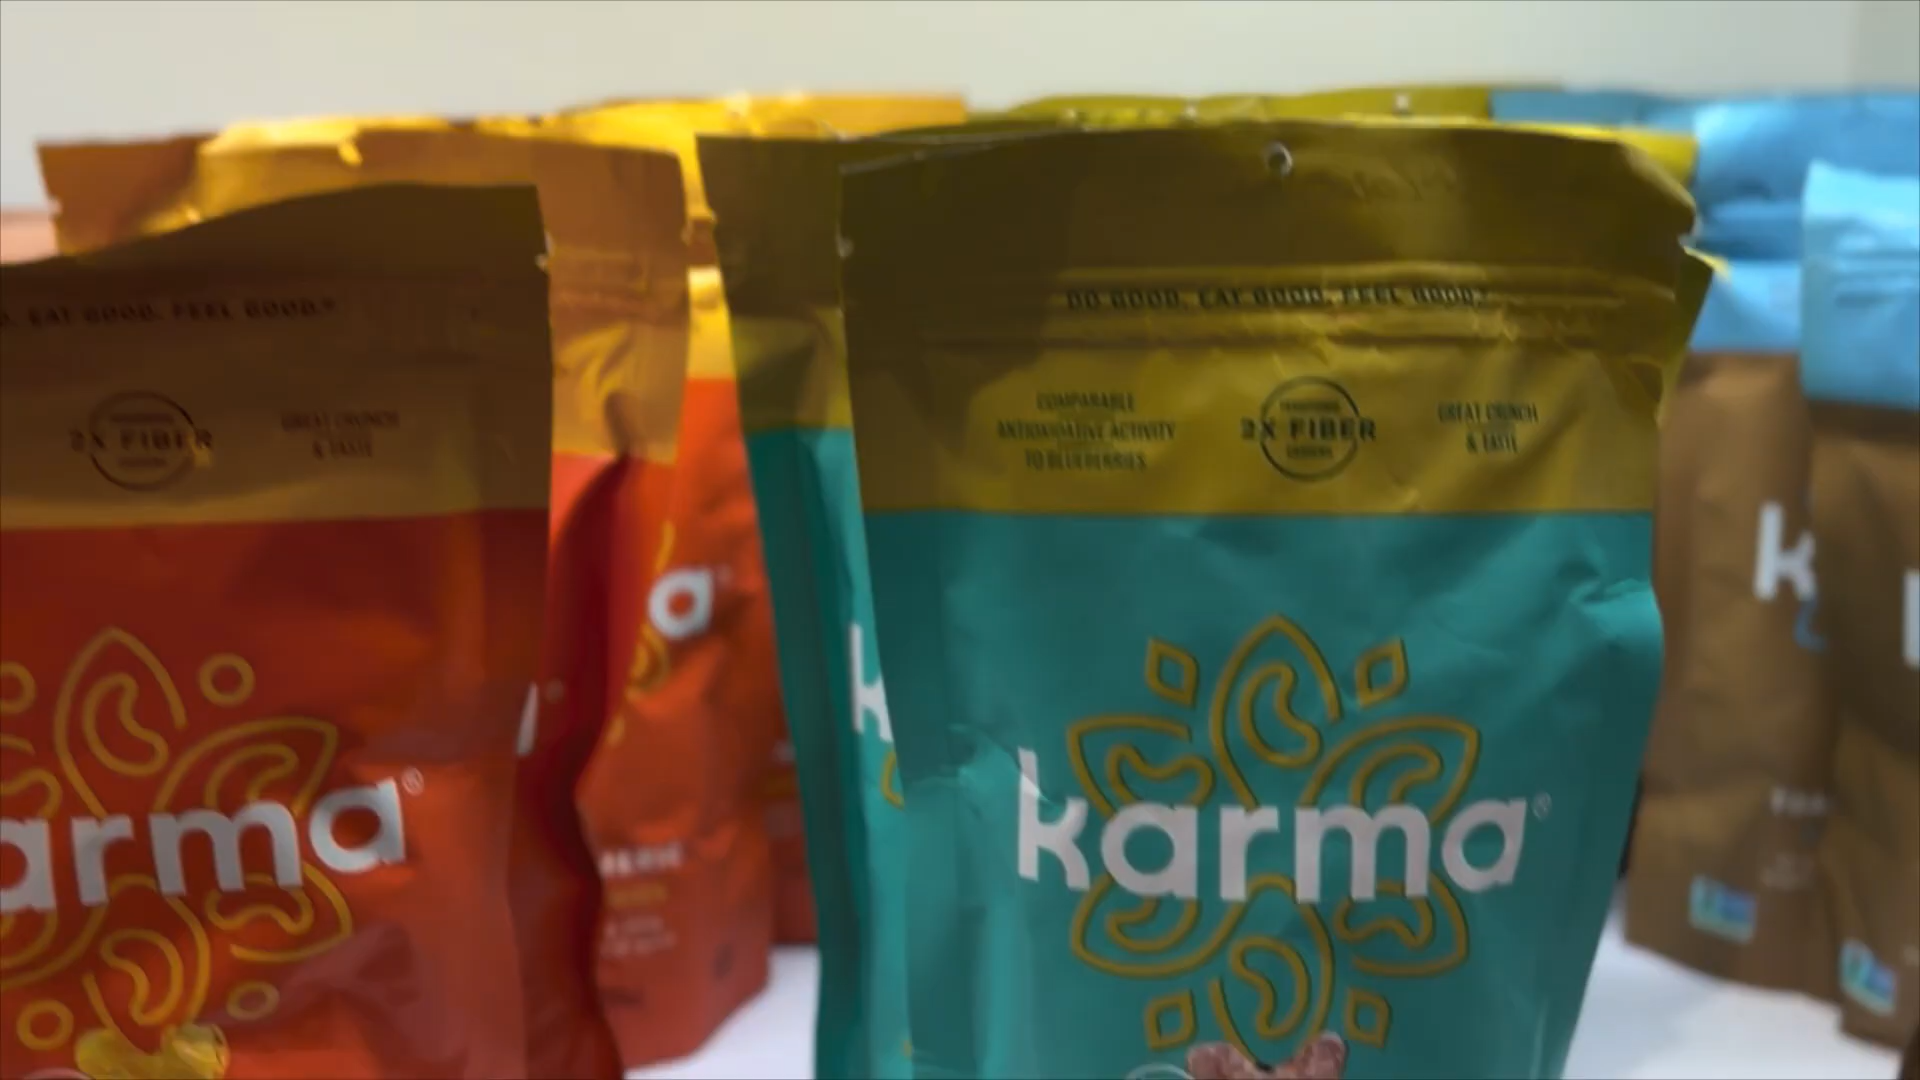 EAT GOOD. FEEL GOOD.®
2X FIBER
GREAT CRUNCH
& TASTE
arma®
a
DO GOOD. EAT GOOD. FEEL GOOD.®
COMPARABLE
ANTIOXIDATIVE ACTIVITY
TO BLUEBERRIES
2X FIBER
GREAT CRUNCH
& TASTE
karma®
k
k